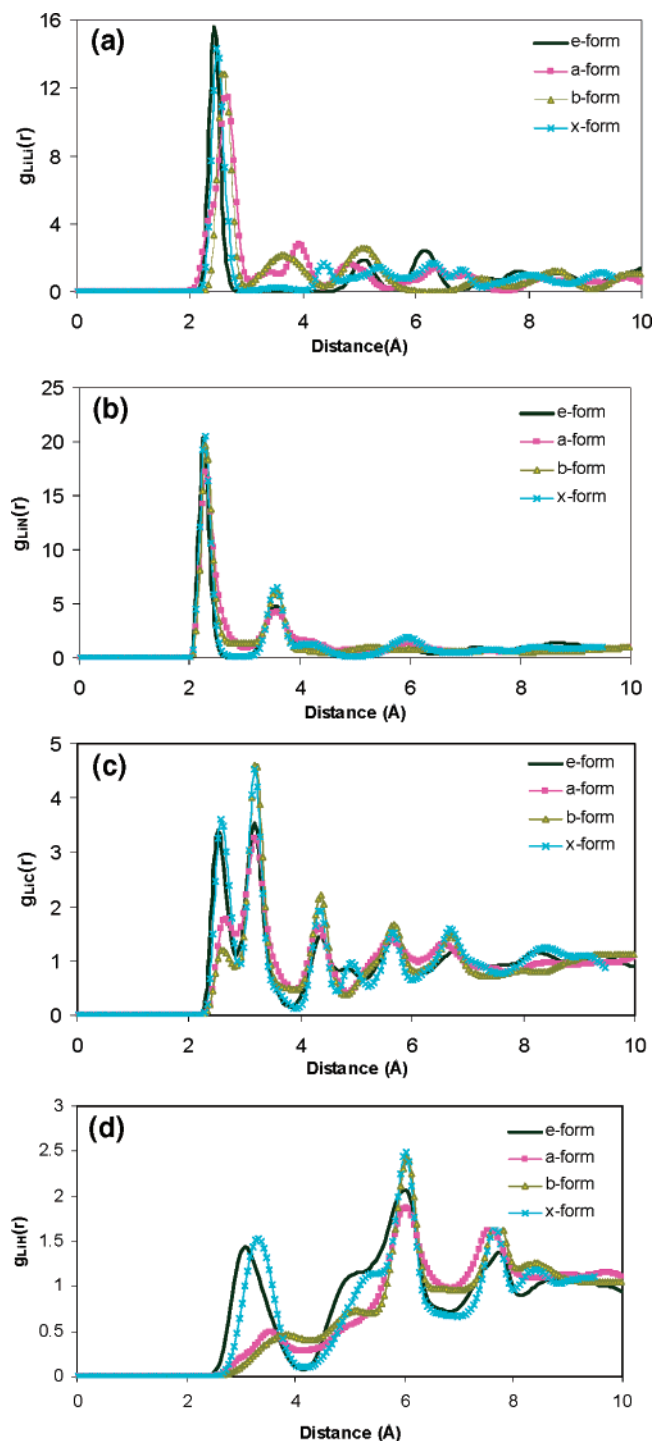 (a)
16
12
8
4
0
gLiLi(r)
e-form
a-form
b-form
x-form
0 2 4 6 8 10
Distance(Å)
(b)
25
20
15
10
5
0
gLiN(r)
e-form
a-form
b-form
x-form
0 2 4 6 8 10
Distance (Å)
(c)
5
4
3
2
1
0
gLiC(r)
e-form
a-form
b-form
x-form
0 2 4 6 8 10
Distance (Å)
(d)
3
2.5
2
1.5
1
0.5
0
gLiH(r)
e-form
a-form
b-form
x-form
0 2 4 6 8 10
Distance (Å)